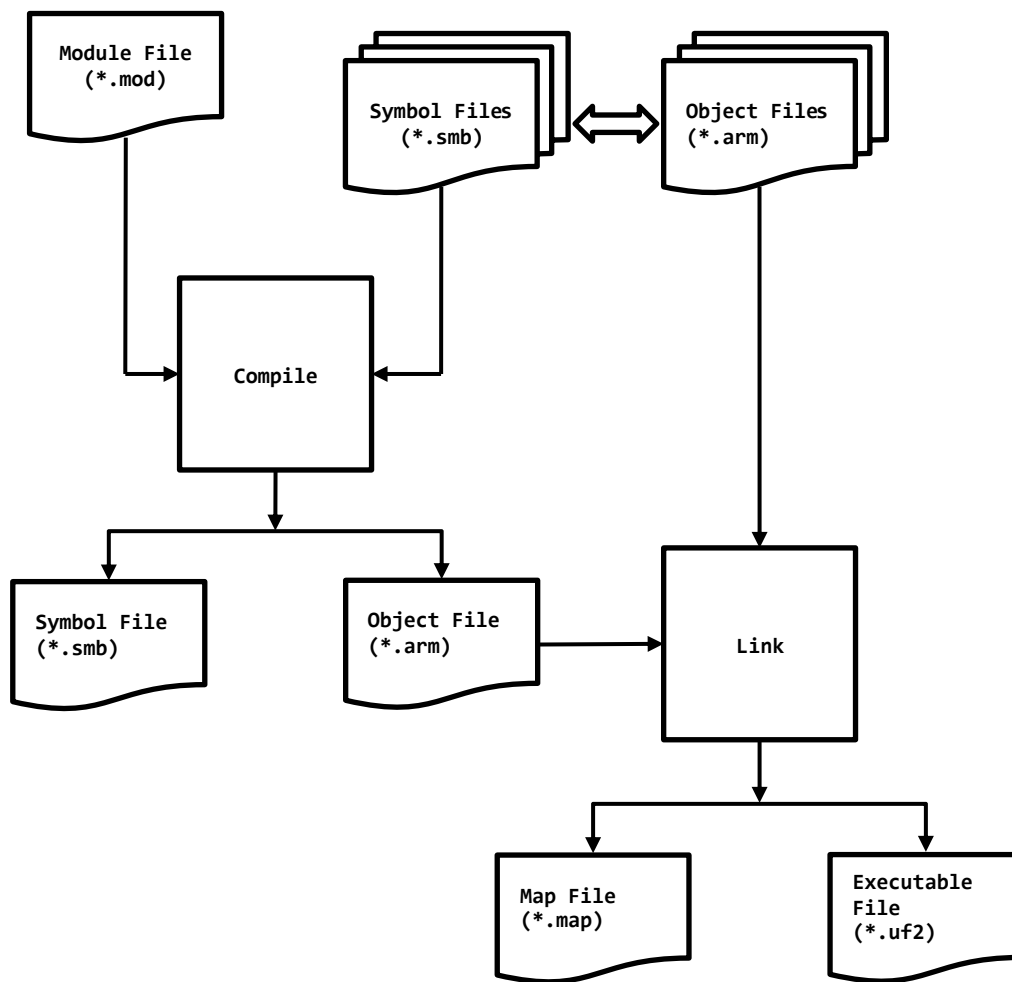 Module File
(*.mod)
Symbol Files
(*.smb)
Object Files
(*.arm)
Compile
Symbol File
(*.smb)
Object File
(*.arm)
Link
Map File
(*.map)
Executable
File
(*.uf2)